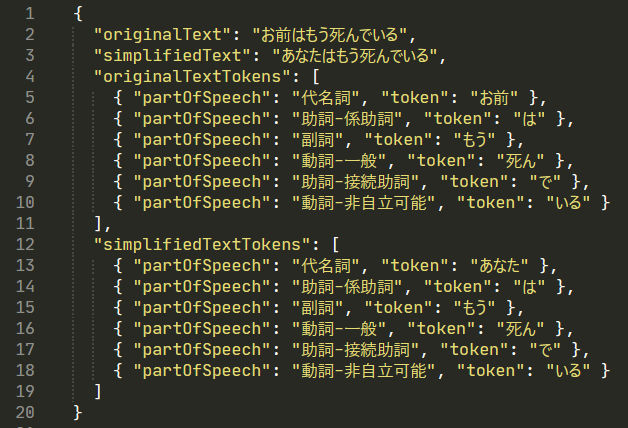 1 {
2 "originalText": "お前はもう死んでいる",
3 "simplifiedText": "あなたはもう死んでいる",
4 "originalTextTokens": [
5 { "partOfSpeech": "代名詞", "token": "お前" },
6 { "partOfSpeech": "助詞-係助詞", "token": "は" },
7 { "partOfSpeech": "副詞", "token": "もう" },
8 { "partOfSpeech": "動詞-一般", "token": "死ん" },
9 { "partOfSpeech": "助詞-接続助詞", "token": "で" },
10 { "partOfSpeech": "動詞-非自立可能", "token": "いる" }
11 ],
12 "simplifiedTextTokens": [
13 { "partOfSpeech": "代名詞", "token": "あなた" },
14 { "partOfSpeech": "助詞-係助詞", "token": "は" },
15 { "partOfSpeech": "副詞", "token": "もう" },
16 { "partOfSpeech": "動詞-一般", "token": "死ん" },
17 { "partOfSpeech": "助詞-接続助詞", "token": "で" },
18 { "partOfSpeech": "動詞-非自立可能", "token": "いる" }
19 ]
20 }